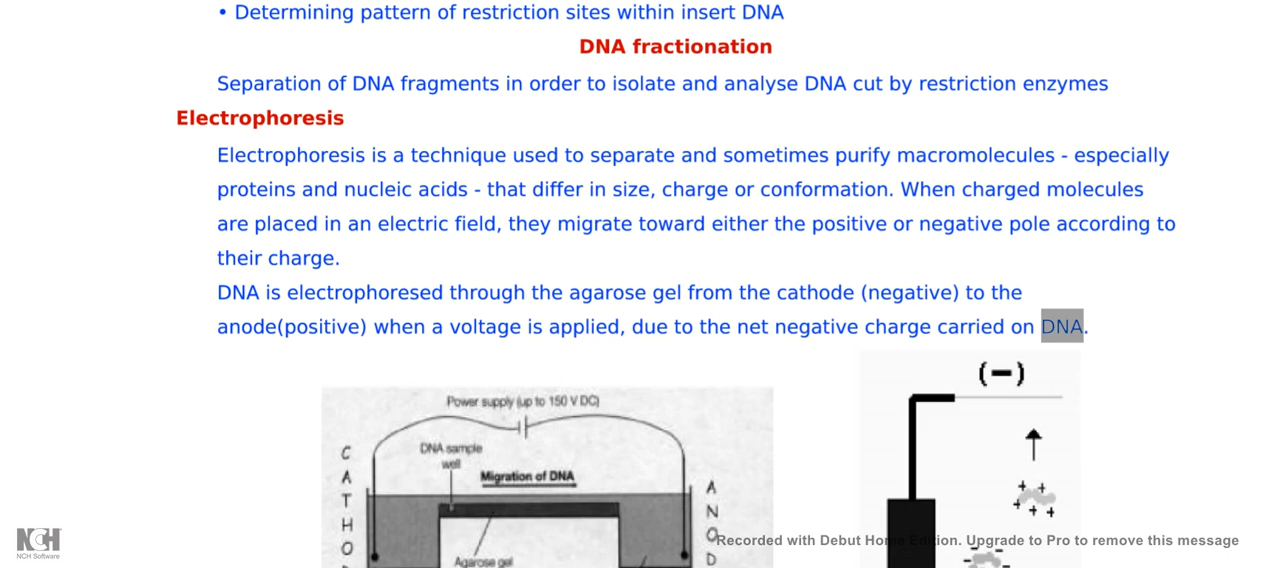 • Determining pattern of restriction sites within insert DNA
DNA fractionation
Separation of DNA fragments in order to isolate and analyse DNA cut by restriction enzymes
Electrophoresis
Electrophoresis is a technique used to separate and sometimes purify macromolecules - especially
proteins and nucleic acids - that differ in size, charge or conformation. When charged molecules
are placed in an electric field, they migrate toward either the positive or negative pole according to
their charge.
DNA is electrophoresed through the agarose gel from the cathode (negative) to the
anode(positive) when a voltage is applied, due to the net negative charge carried on DNA.
(−)
Power supply (up to 150 V DC)
DNA sample
well
Migration of DNA
C
A
T
H
O
A
N
O
D
Agarose gel
+ +
+ + +
NCH
NCH Software
Recorded with Debut Home Edition. Upgrade to Pro to remove this message